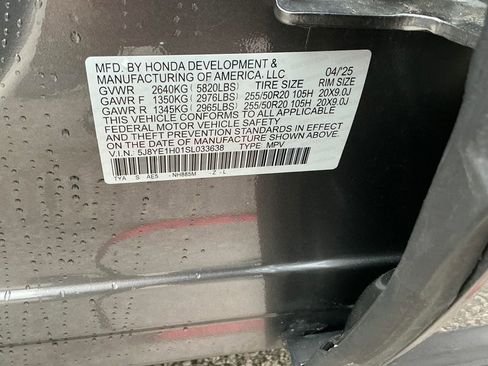 MFD. BY HONDA DEVELOPMENT & 04/'25
MANUFACTURING OF AMERICA, LLC
GVWR 2640KG (5820LBS) TIRE SIZE RIM SIZE
GAWR F 1350KG (2976LBS) 255/50R20 105H 20X9.0J
GAWR R 1345KG (2965LBS) 255/50R20 105H 20X9.0J
THIS VEHICLE CONFORMS TO ALL APPLICABLE
FEDERAL MOTOR VEHICLE SAFETY, BUMPER,
AND THEFT PREVENTION STANDARDS IN EFFECT
ON THE DATE OF MANUFACTURE SHOWN ABOVE.
V.I.N. 5J8YE1H01SL033638 TYPE MPV
TYA S AE5 NH885M -Z -L